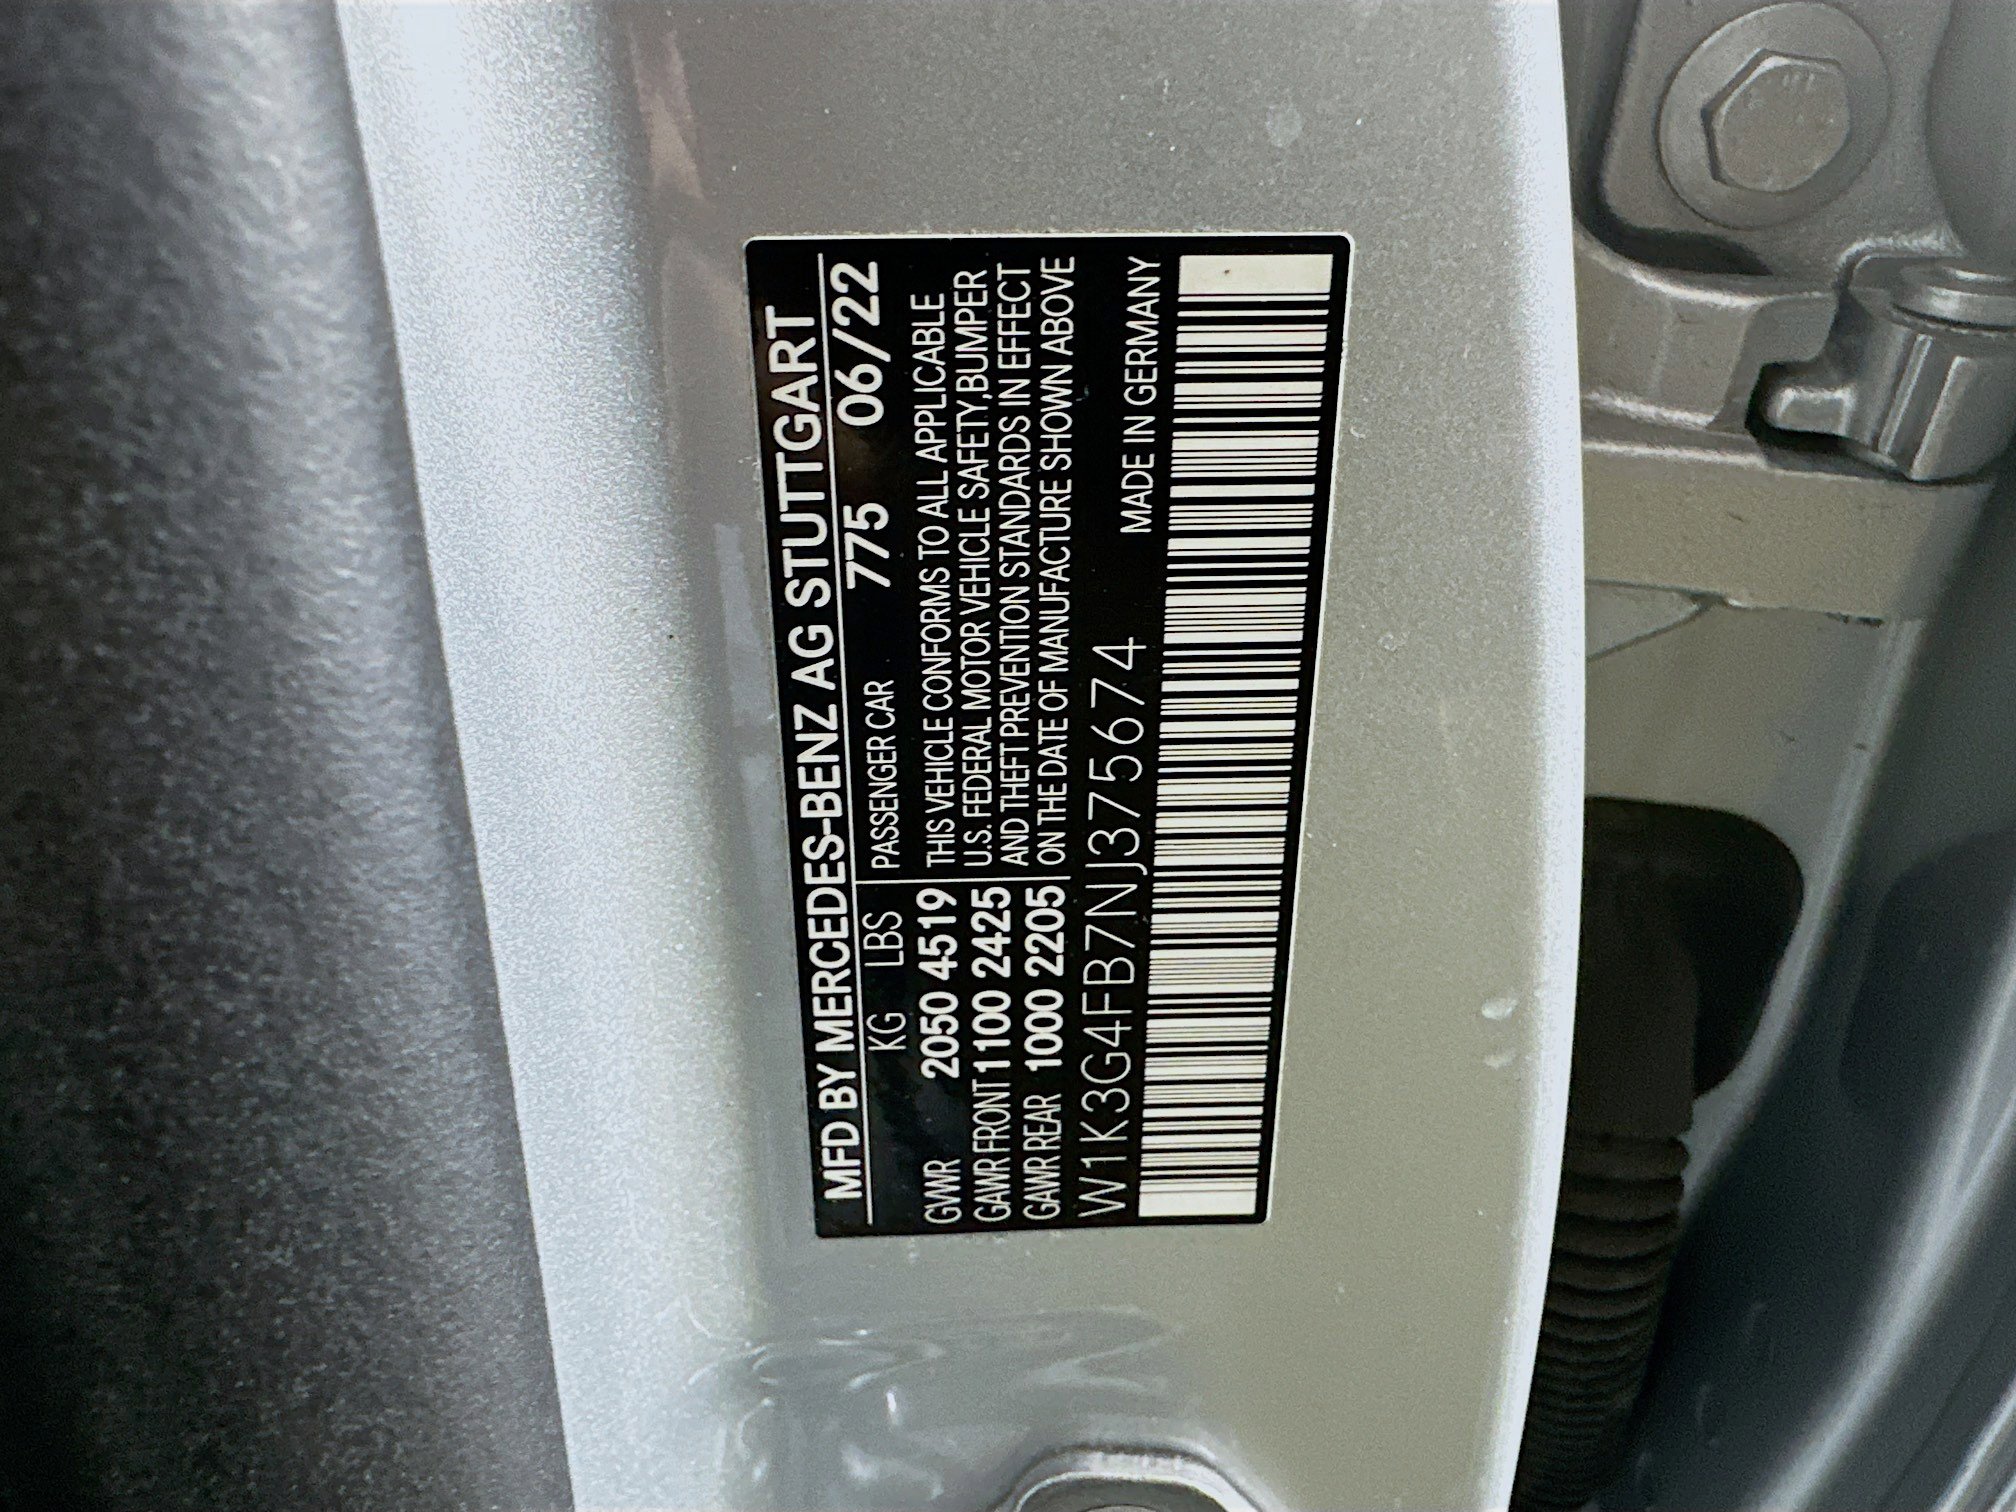 MFD BY MERCEDES-BENZ AG STUTTGART
KG LBS PASSENGER CAR 775 06/22
GVWR 2050 4519 THIS VEHICLE CONFORMS TO ALL APPLICABLE
GAWR FRONT 1100 2425 U.S. FEDERAL MOTOR VEHICLE SAFETY,BUMPER
GAWR REAR 1000 2205 AND THEFT PREVENTION STANDARDS IN EFFECT
ON THE DATE OF MANUFACTURE SHOWN ABOVE
W1K3G4FB7NJ375674 MADE IN GERMANY